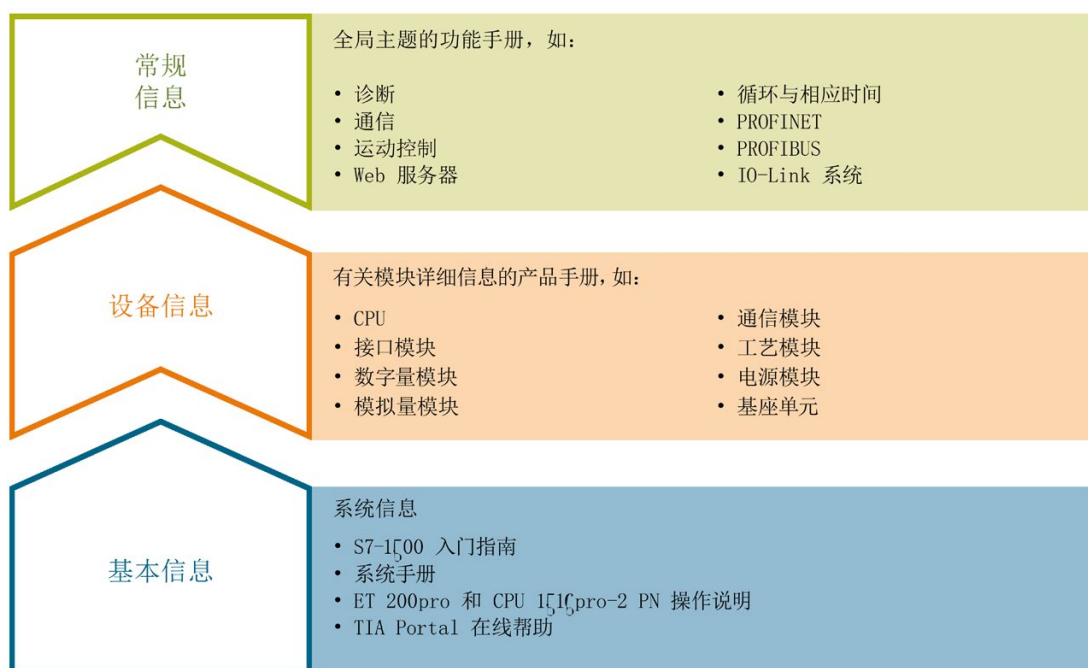 常规
信息
全局主题的功能手册，如：
• 诊断
• 通信
• 运动控制
• Web 服务器
• 循环与相应时间
• PROFINET
• PROFIBUS
• IO-Link 系统
设备信息
有关模块详细信息的产品手册，如：
• CPU
• 接口模块
• 数字量模块
• 模拟量模块
• 通信模块
• 工艺模块
• 电源模块
• 基座单元
基本信息
系统信息
• S7-1500 入门指南
• 系统手册
• ET 200pro 和 CPU 1516pro-2 PN 操作说明
• TIA Portal 在线帮助